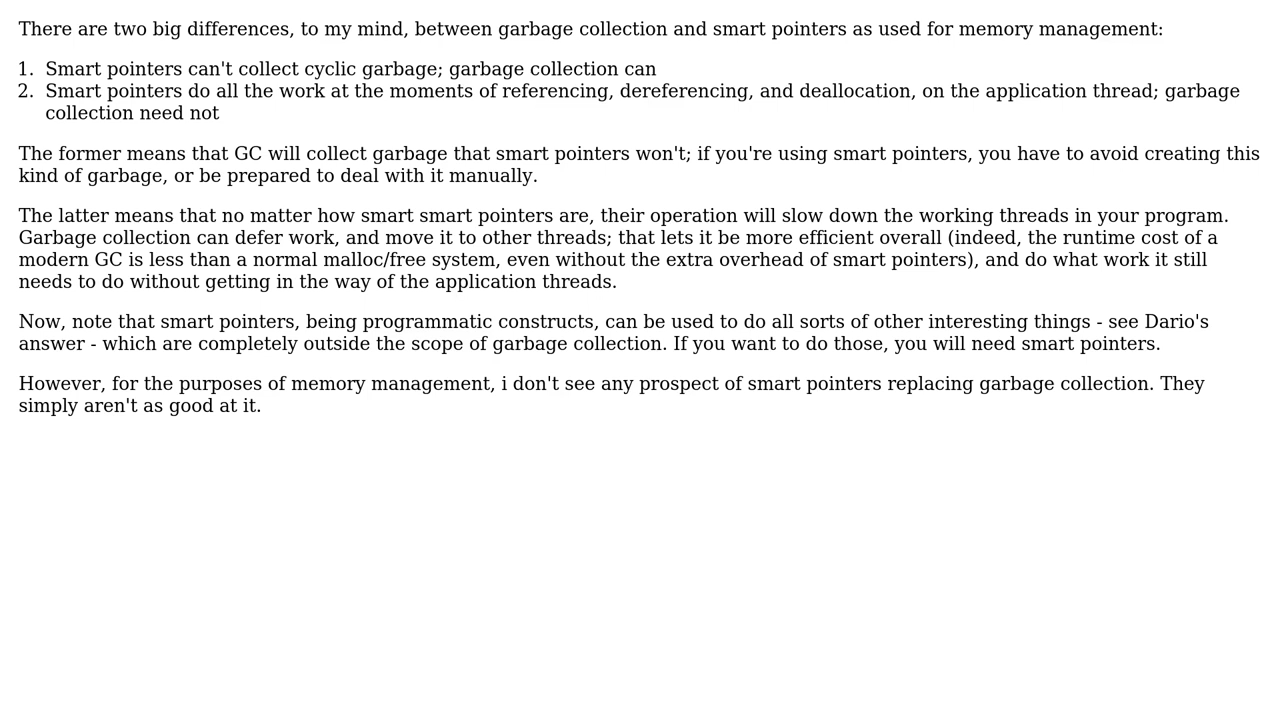 There are two big differences, to my mind, between garbage collection and smart pointers as used for memory management:
1. Smart pointers can't collect cyclic garbage; garbage collection can
2. Smart pointers do all the work at the moments of referencing, dereferencing, and deallocation, on the application thread; garbage
collection need not
The former means that GC will collect garbage that smart pointers won't; if you're using smart pointers, you have to avoid creating this
kind of garbage, or be prepared to deal with it manually.
The latter means that no matter how smart smart pointers are, their operation will slow down the working threads in your program.
Garbage collection can defer work, and move it to other threads; that lets it be more efficient overall (indeed, the runtime cost of a
modern GC is less than a normal malloc/free system, even without the extra overhead of smart pointers), and do what work it still
needs to do without getting in the way of the application threads.
Now, note that smart pointers, being programmatic constructs, can be used to do all sorts of other interesting things - see Dario's
answer - which are completely outside the scope of garbage collection. If you want to do those, you will need smart pointers.
However, for the purposes of memory management, i don't see any prospect of smart pointers replacing garbage collection. They
simply aren't as good at it.